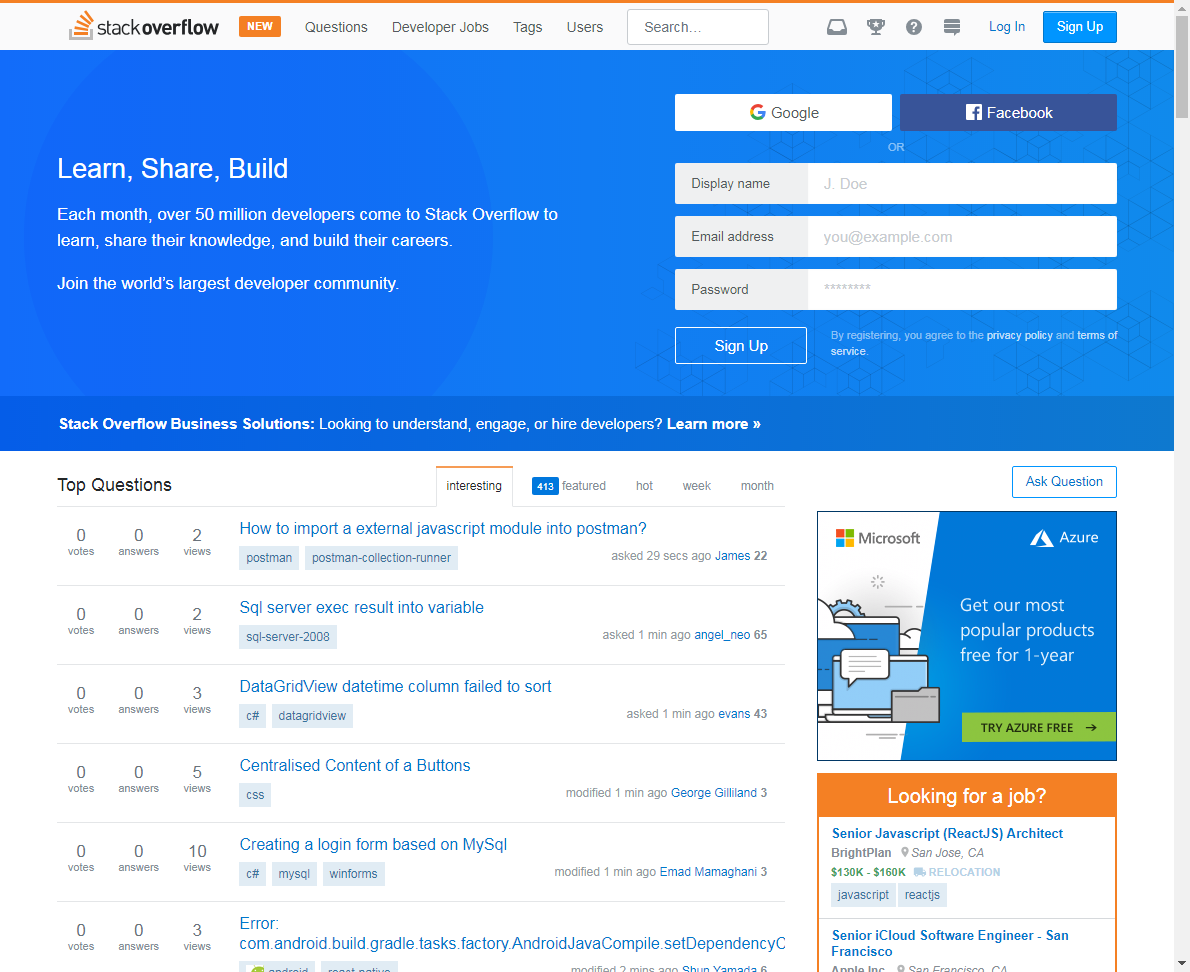 stackoverflow NEW Questions Developer Jobs Tags Users Search... Log In Sign Up
Google Facebook
OR
Learn, Share, Build
Each month, over 50 million developers come to Stack Overflow to
learn, share their knowledge, and build their careers.
Join the world's largest developer community.
Display name J. Doe
Email address you@example.com
Password ********
Sign Up
By registering, you agree to the privacy policy and terms of
service.
Stack Overflow Business Solutions: Looking to understand, engage, or hire developers? Learn more »
Top Questions interesting 413 featured hot week month
0 votes 0 answers 2 views
How to import a external javascript module into postman?
postman postman-collection-runner
asked 29 secs ago James 22
0 votes 0 answers 2 views
Sql server exec result into variable
sql-server-2008
asked 1 min ago angel_neo 65
0 votes 0 answers 3 views
DataGridView datetime column failed to sort
c# datagridview
asked 1 min ago evans 43
0 votes 0 answers 5 views
Centralised Content of a Buttons
css
modified 1 min ago George Gilliland 3
0 votes 0 answers 10 views
Creating a login form based on MySql
c# mysql winforms
modified 1 min ago Emad Mamaghani 3
0 votes 0 answers 3 views
Error:
com.android.build.gradle.tasks.factory.AndroidJavaCompile.setDependencyC
android react-native
modified 2 mins ago Shun Yamada 6
Ask Question
Microsoft Azure
Get our most
popular products
free for 1-year
TRY AZURE FREE →
Looking for a job?
Senior Javascript (ReactJS) Architect
BrightPlan San Jose, CA
$130K - $160K RELOCATION
javascript reactjs
Senior iCloud Software Engineer - San
Francisco
Apple Inc. San Francisco, CA